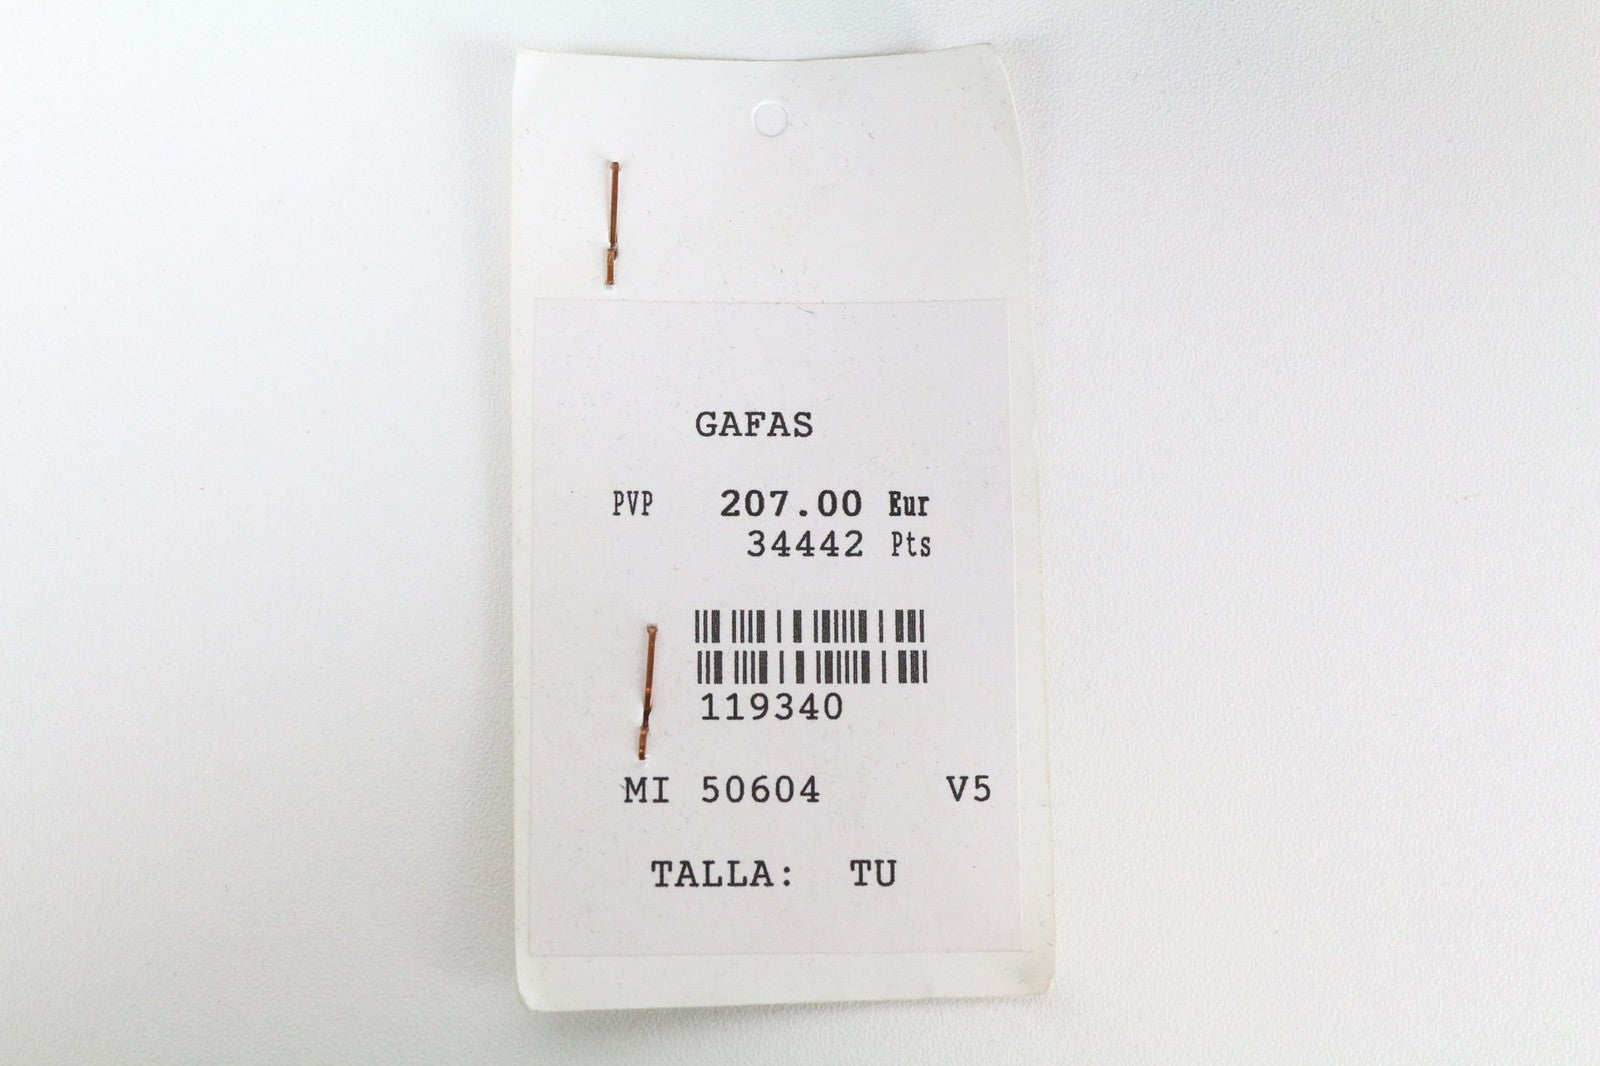 GAFAS
PVP 207.00 Eur
34442 Pts
119340
MI 50604 V5
TALLA: TU